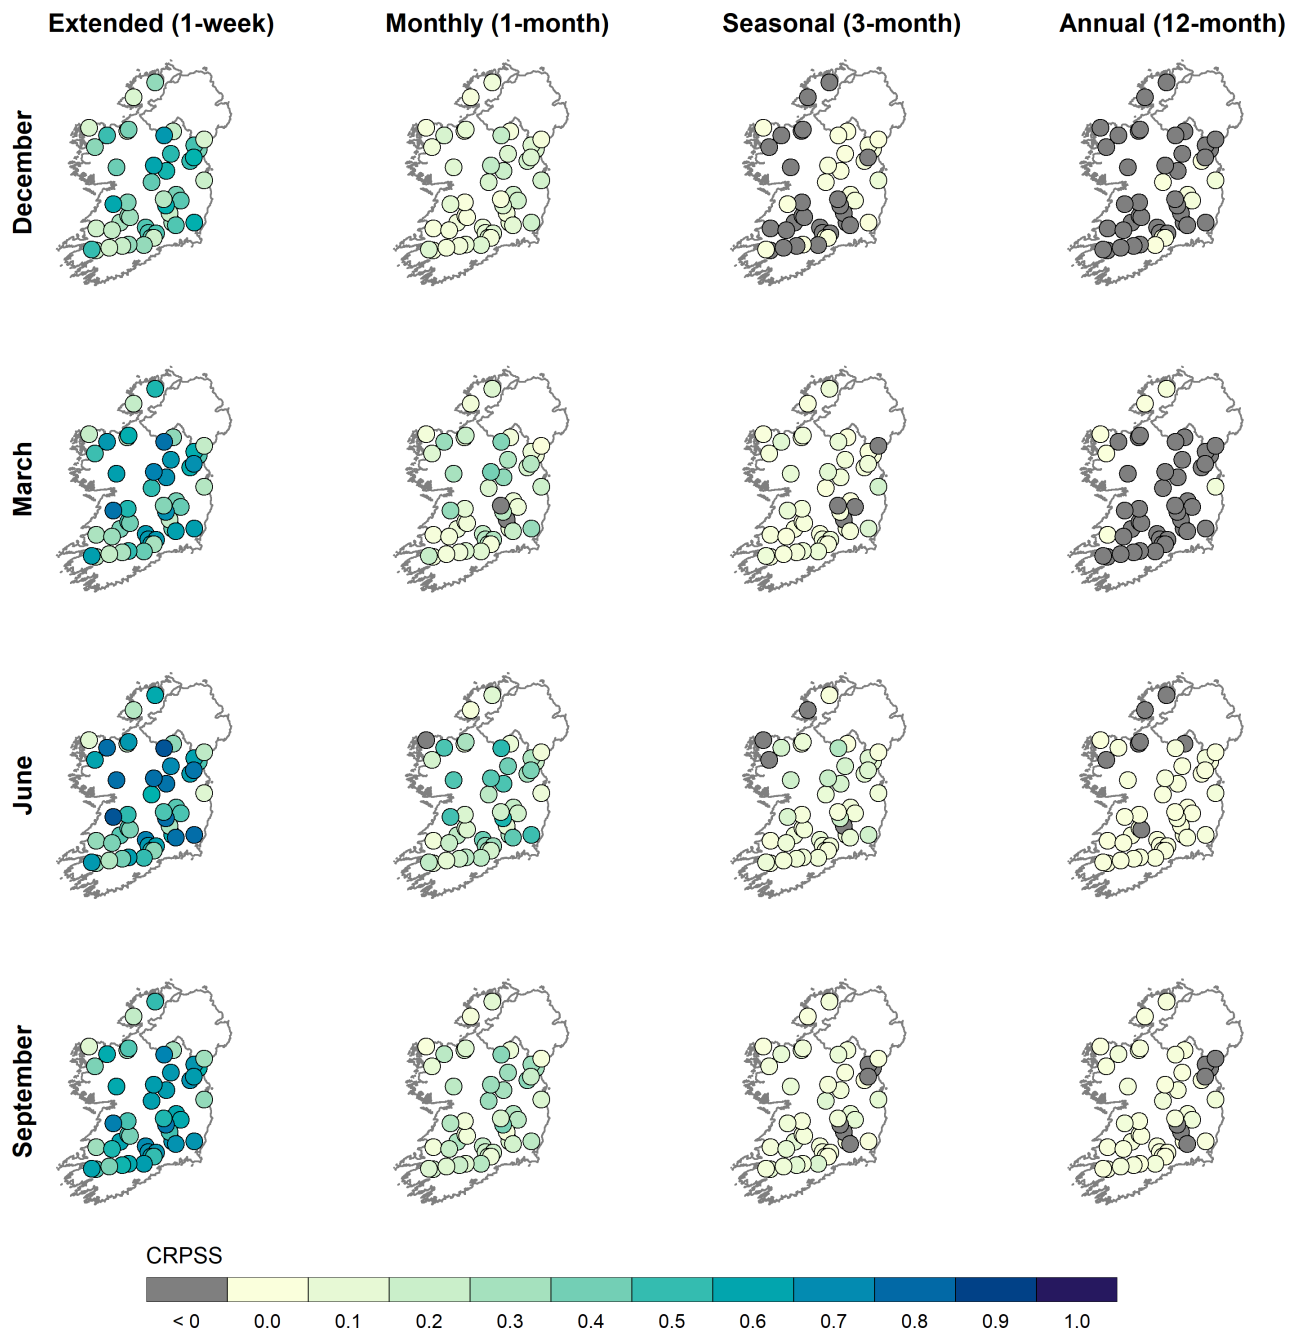 Extended (1-week) Monthly (1-month) Seasonal (3-month) Annual (12-month)
December
March
June
September
CRPSS
< 0 0.0 0.1 0.2 0.3 0.4 0.5 0.6 0.7 0.8 0.9 1.0